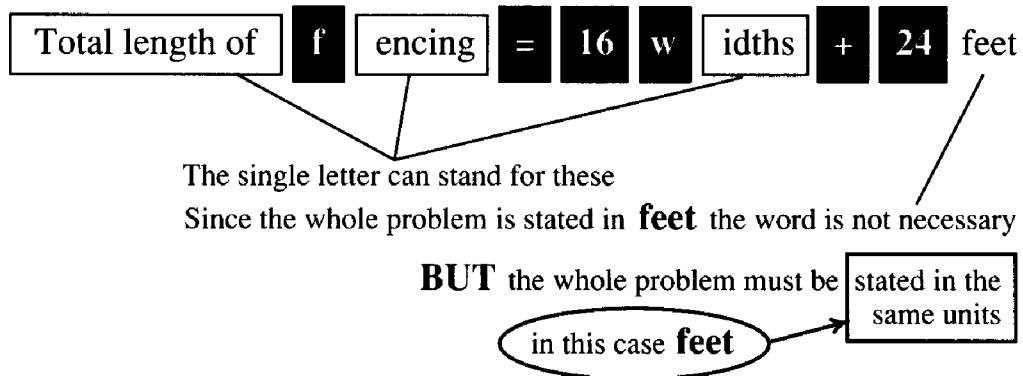 Total length of f encing = 16 w idths + 24 feet
The single letter can stand for these
Since the whole problem is stated in feet the word is not necessary
BUT the whole problem must be stated in the
same units
in this case feet